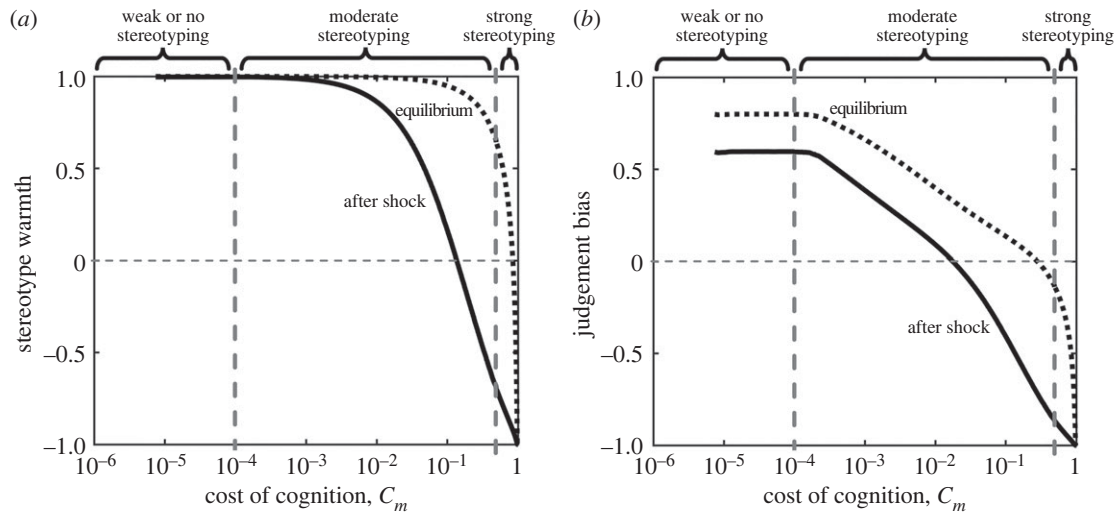 (a)
weak or no
stereotyping
moderate
stereotyping
strong
stereotyping
1.0
0.5
0
–0.5
–1.0
stereotype warmth
equilibrium
after shock
10⁻⁶ 10⁻⁵ 10⁻⁴ 10⁻³ 10⁻² 10⁻¹ 1
cost of cognition, Cₘ
(b)
weak or no
stereotyping
moderate
stereotyping
strong
stereotyping
1.0
0.5
0
–0.5
–1.0
judgement bias
equilibrium
after shock
10⁻⁶ 10⁻⁵ 10⁻⁴ 10⁻³ 10⁻² 10⁻¹ 1
cost of cognition, Cₘ